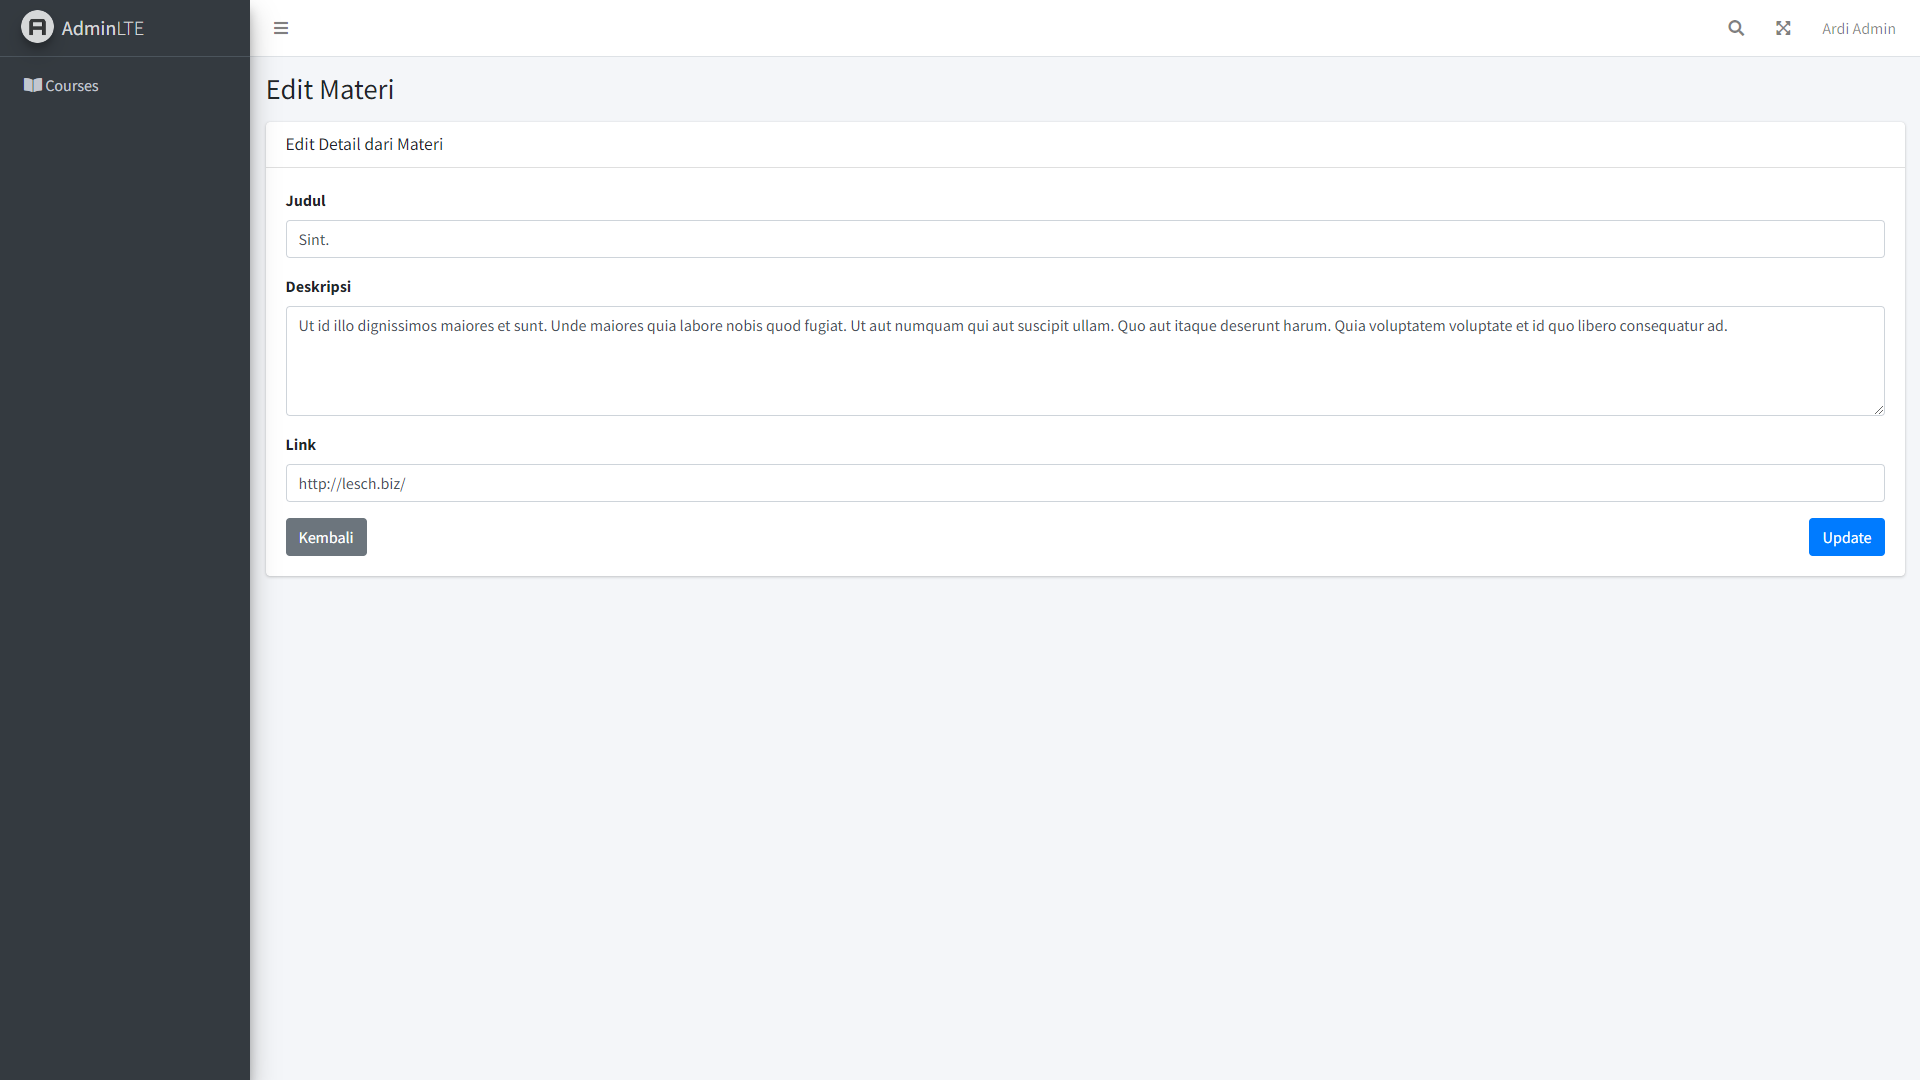 AdminLTE
Ardi Admin
Courses
Edit Materi
Edit Detail dari Materi
Judul
Sint.
Deskripsi
Ut id illo dignissimos maiores et sunt. Unde maiores quia labore nobis quod fugiat. Ut aut numquam qui aut suscipit ullam. Quo aut itaque deserunt harum. Quia voluptatem voluptate et id quo libero consequatur ad.
Link
http://lesch.biz/
Kembali
Update